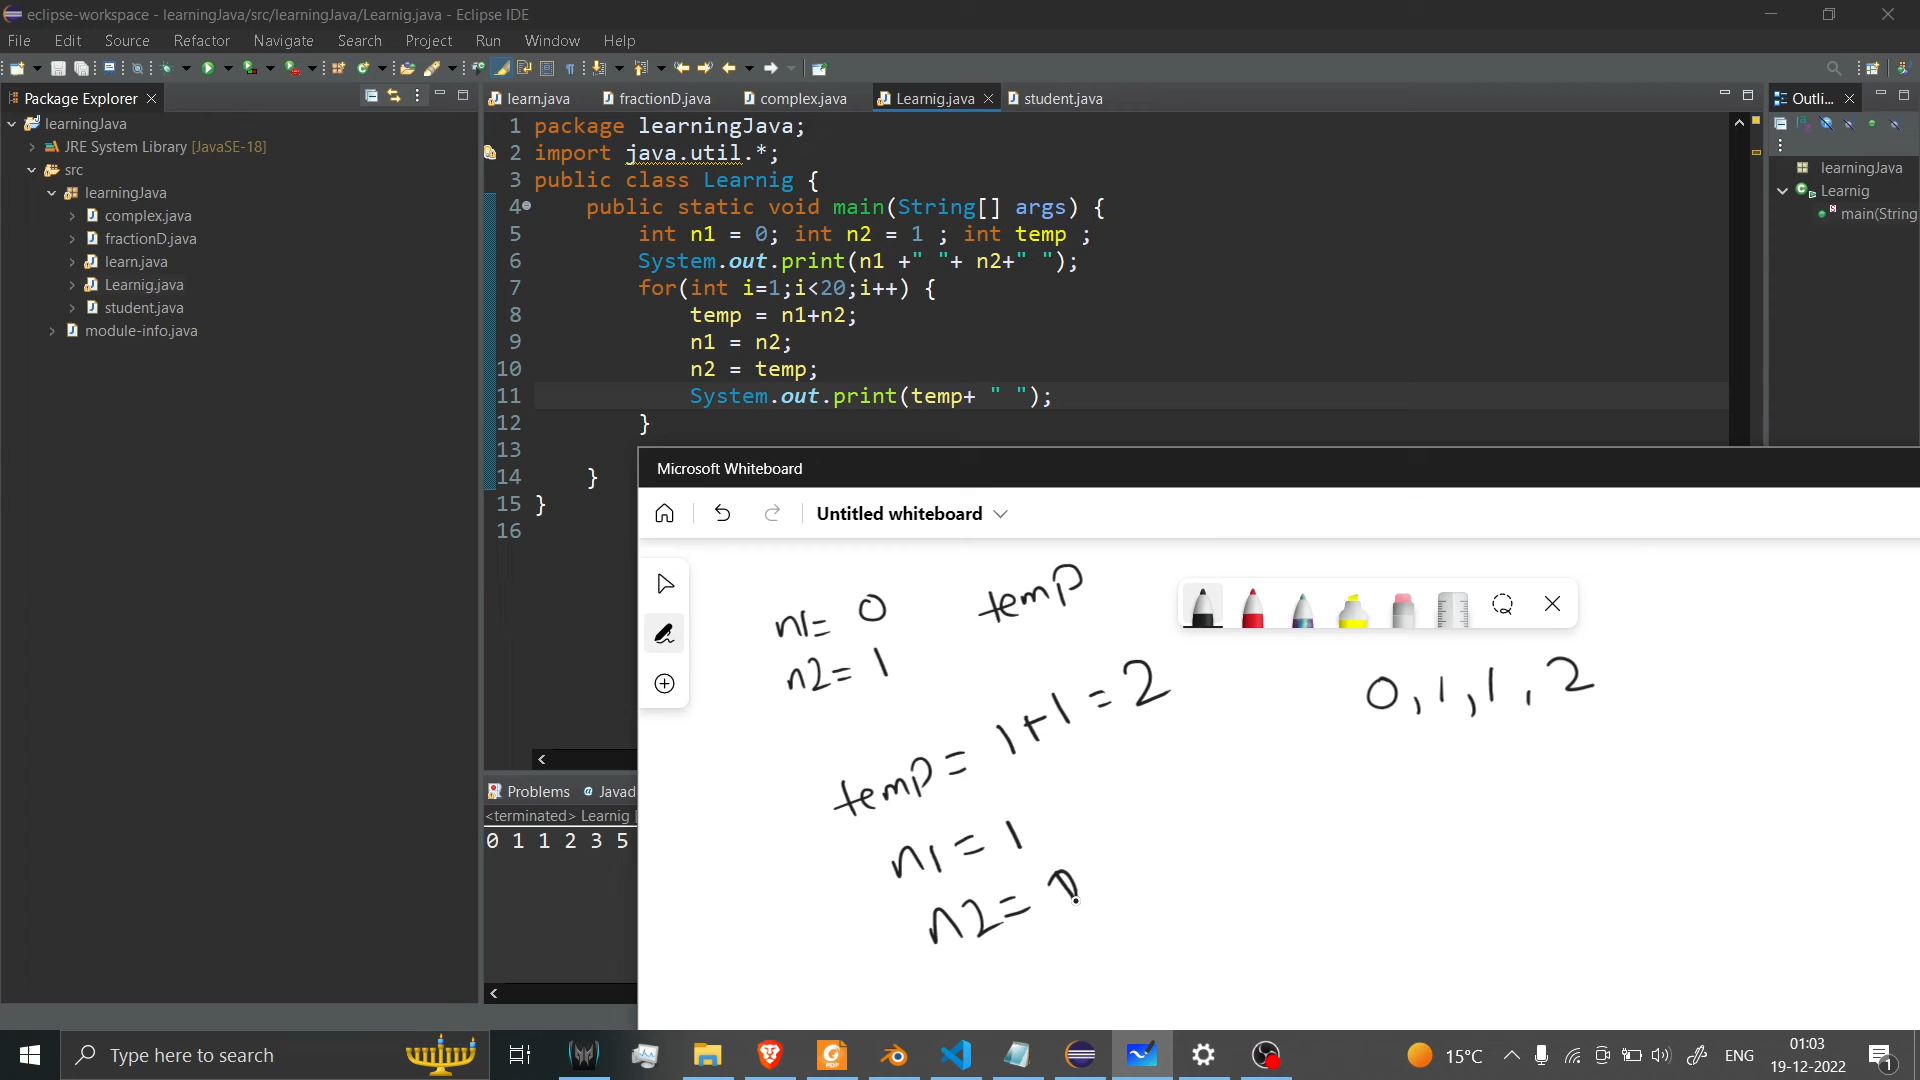 eclipse-workspace - learningJava/src/learningJava/Learnig.java - Eclipse IDE
File Edit Source Refactor Navigate Search Project Run Window Help
Package Explorer
learn.java fractionD.java complex.java Learnig.java student.java
Outli...
learningJava
JRE System Library [JavaSE-18]
src
learningJava
complex.java
fractionD.java
learn.java
Learnig.java
student.java
module-info.java
1 package learningJava;
2 import java.util.*;
3 public class Learnig {
4 public static void main(String[] args) {
5 int n1 = 0; int n2 = 1 ; int temp ;
6 System.out.print(n1 +" "+ n2+" ");
7 for(int i=1;i<20;i++) {
8 temp = n1+n2;
9 n1 = n2;
10 n2 = temp;
11 System.out.print(temp+ " ");
12 }
13
14 }
15 }
16
learningJava
Learnig
main(String
Problems Javad
<terminated> Learnig [
0 1 1 2 3 5
Microsoft Whiteboard
Untitled whiteboard
n1= 0 temp
n2= 1
0,1,1,2
temp= 1+1=2
n1=1
n2=
Type here to search
15°C
ENG
01:03
19-12-2022
1